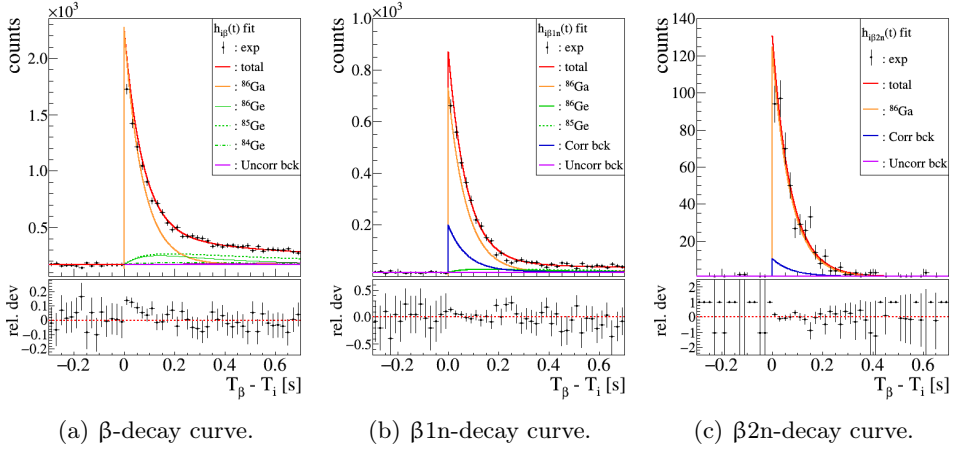 1.×10³
counts
2.0
1.5
1.0
0.5
h_iβ(t) fit
: exp
: total
: ⁸⁶Ga
: ⁸⁶Ge
: ⁸⁵Ge
: ⁸⁴Ge
: Uncorr bck
rel. dev
0.2
0.1
0
−0.1
−0.2
−0.2 0 0.2 0.4 0.6
T_β - T_i [s]
(a) β-decay curve.
1.0×10³
counts
0.8
0.6
0.4
0.2
0.0
h_iβ1n(t) fit
: exp
: total
: ⁸⁶Ga
: ⁸⁶Ge
: ⁸⁵Ge
: Corr bck
: Uncorr bck
rel. dev
0.5
0.0
−0.5
−0.2 0.0 0.2 0.4 0.6
T_β - T_i [s]
(b) β1n-decay curve.
140
counts
120
100
80
60
40
20
h_iβ2n(t) fit
: exp
: total
: ⁸⁶Ga
: Corr bck
: Uncorr bck
rel. dev
2
1
0
−1
−2
−0.2 0 0.2 0.4 0.6
T_β - T_i [s]
(c) β2n-decay curve.